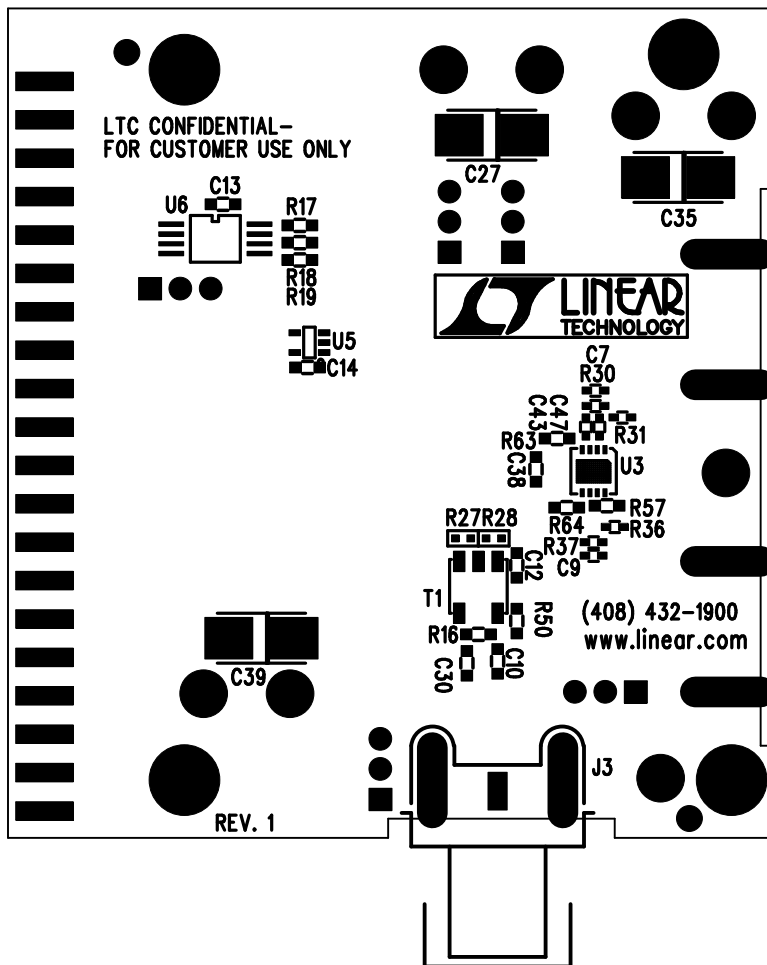 LTC CONFIDENTIAL-
FOR CUSTOMER USE ONLY
C27
C35
C13
U6
R17
R18
R19
LINEAR
TECHNOLOGY
U5
C14
C7
R30
C43
C47
R31
R63
C38
U3
R57
R64
R36
R27
R28
R37
C9
C12
T1
R50
(408) 432-1900
R16
www.linear.com
C30
C10
C39
J3
REV. 1